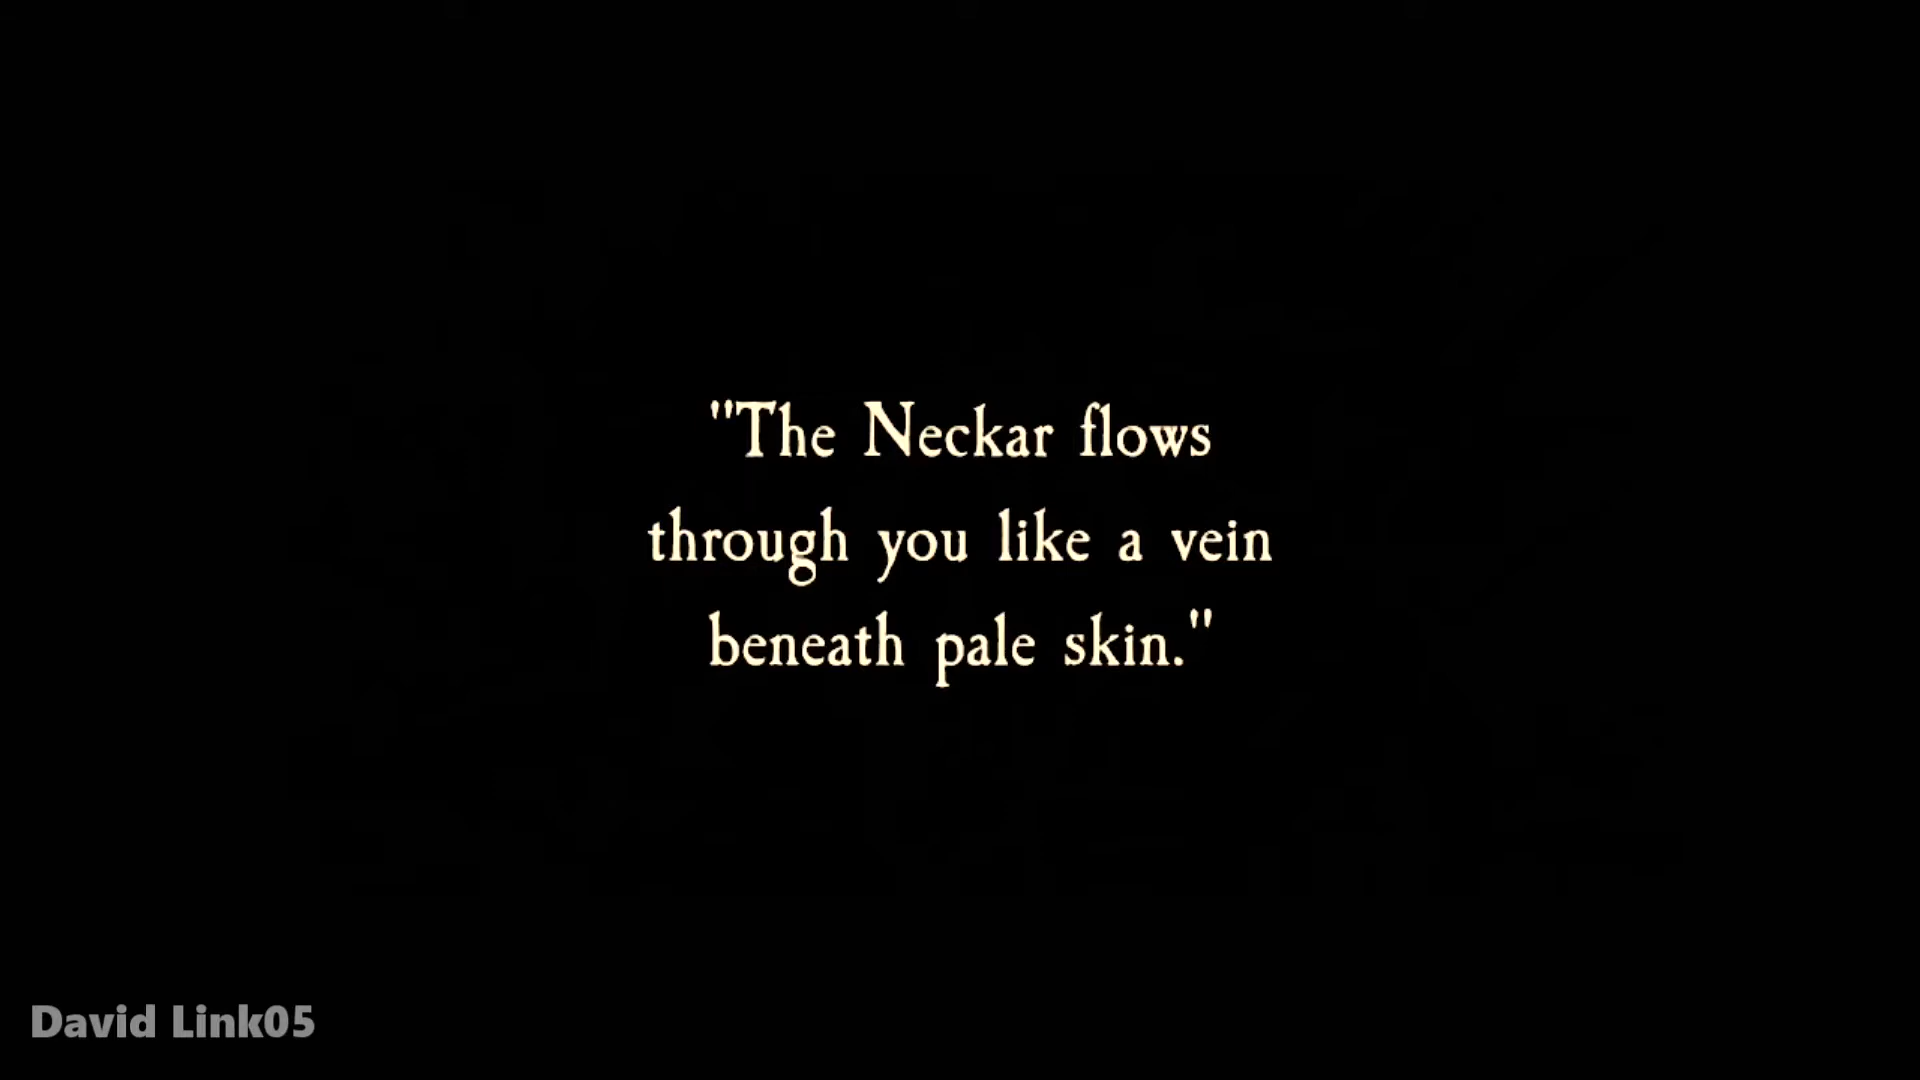 "The Neckar flows
through you like a vein
beneath pale skin."
David Link05